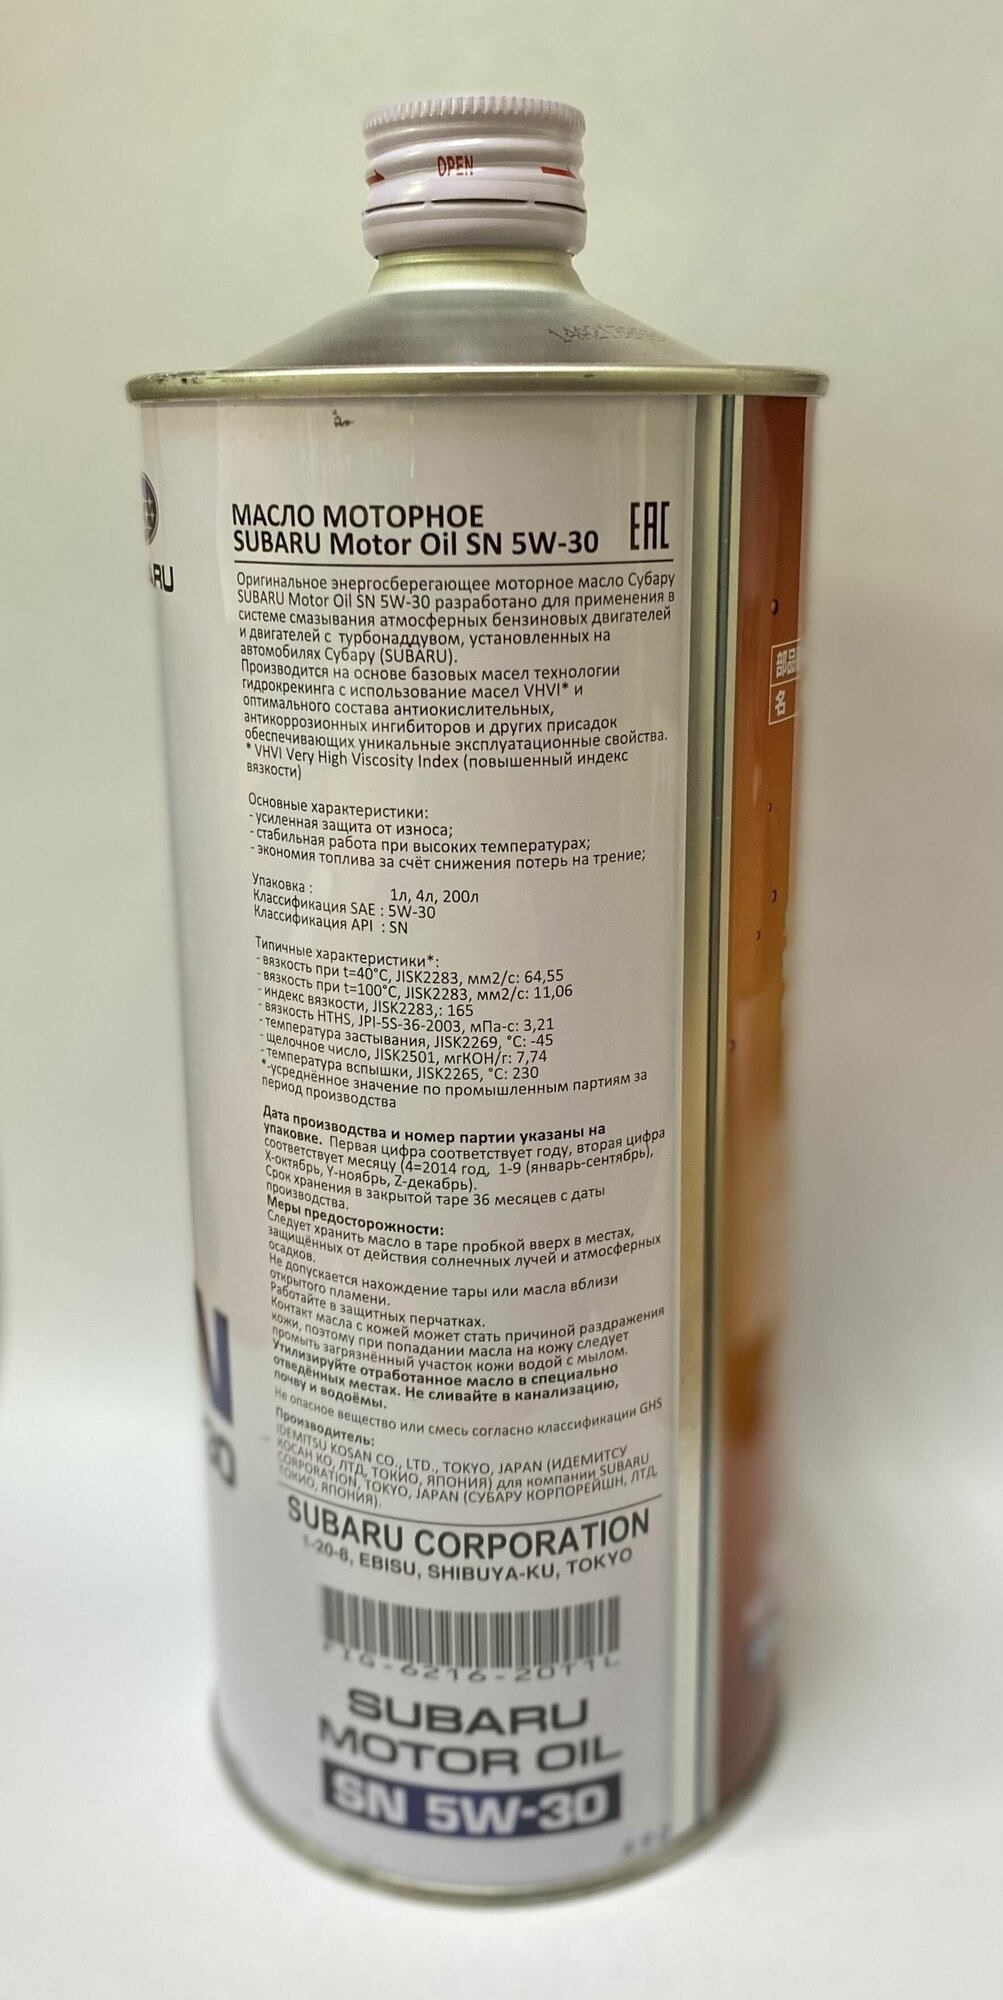 OPEN
МАСЛО МОТОРНОЕ
SUBARU Motor Oil SN 5W-30
EAC
Оригинальное энергосберегающее моторное масло Субару
SUBARU Motor Oil SN 5W-30 разработано для применения в
системе смазывания атмосферных бензиновых двигателей
и двигателей с турбонаддувом, установленных на
автомобилях Субару (SUBARU).
Производится на основе базовых масел технологии
гидрокрекинга с использование масел VHVI* и
оптимального состава антиокислительных,
антикоррозионных ингибиторов и других присадок
обеспечивающих уникальные эксплуатационные свойства.
* VHVI Very High Viscosity Index (повышенный индекс
вязкости)
Основные характеристики:
- усиленная защита от износа;
- стабильная работа при высоких температурах;
- экономия топлива за счёт снижения потерь на трение;
Упаковка : 1л, 4л, 200л
Классификация SAE : 5W-30
Классификация API : SN
Типичные характеристики*:
- вязкость при t=40°C, JISK2283, мм2/с: 64,55
- вязкость при t=100°C, JISK2283, мм2/с: 11,06
- индекс вязкости, JISK2283,: 165
- вязкость HTHS, JPI-5S-36-2003, мПа-с: 3,21
- температура застывания, JISK2269, °C: -45
- щелочное число, JISK2501, мгКОН/г: 7,74
- температура вспышки, JISK2265, °C: 230
*-усреднённое значение по промышленным партиям за
период производства
Дата производства и номер партии указаны на
упаковке. Первая цифра соответствует году, вторая цифра
соответствует месяцу (4=2014 год, 1-9 (январь-сентябрь),
X-октябрь, Y-ноябрь, Z-декабрь).
Срок хранения в закрытой таре 36 месяцев с даты
производства.
Меры предосторожности:
Следует хранить масло в таре пробкой вверх в местах,
защищённых от действия солнечных лучей и атмосферных
осадков.
Не допускается нахождение тары или масла вблизи
открытого пламени.
Работайте в защитных перчатках.
Контакт масла с кожей может стать причиной раздражения
кожи, поэтому при попадании масла на кожу следует
промыть загрязнённый участок кожи водой с мылом.
Утилизируйте отработанное масло в специально
отведённых местах. Не сливайте в канализацию,
почву и водоёмы.
Не опасное вещество или смесь согласно классификации GHS
Производитель:
IDEMITSU KOSAN CO., LTD., TOKYO, JAPAN (ИДЕМИТСУ
КОСАН КО, ЛТД, ТОКИО, ЯПОНИЯ) для компании SUBARU
CORPORATION, TOKYO, JAPAN (СУБАРУ КОРПОРЕЙШН, ЛТД,
ТОКИО, ЯПОНИЯ).
SUBARU CORPORATION
1-20-8, EBISU, SHIBUYA-KU, TOKYO
SUBARU
MOTOR OIL
SN 5W-30
部品
名